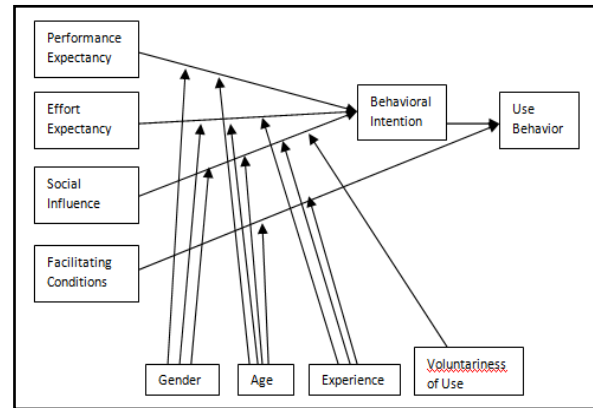 Performance
Expectancy
Effort
Expectancy
Behavioral
Intention
Use
Behavior
Social
Influence
Facilitating
Conditions
Gender
Age
Experience
Voluntariness
of Use